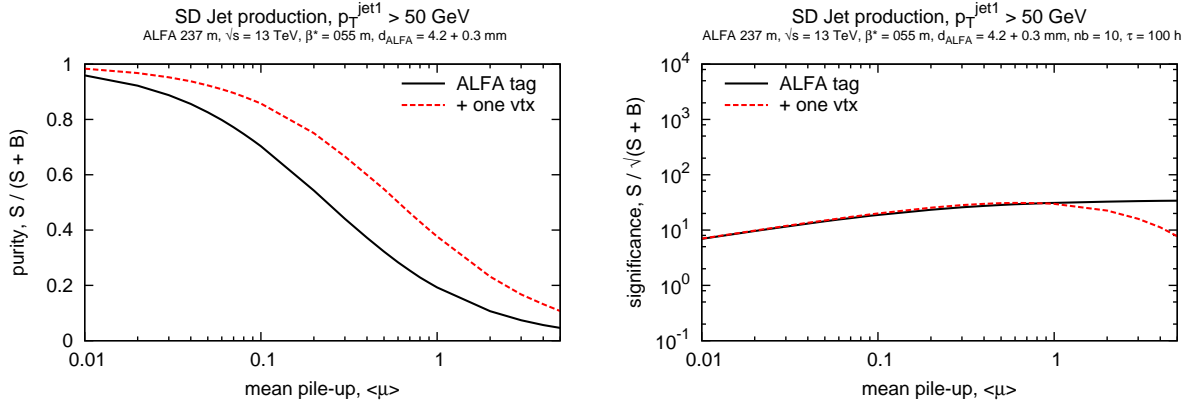 SD Jet production, p_T^jet1 > 50 GeV
ALFA 237 m, √s = 13 TeV, β* = 055 m, d_ALFA = 4.2 + 0.3 mm
purity, S / (S + B)
1
0.8
0.6
0.4
0.2
0
ALFA tag
+ one vtx
0.01
0.1
1
mean pile-up, <μ>
SD Jet production, p_T^jet1 > 50 GeV
ALFA 237 m, √s = 13 TeV, β* = 055 m, d_ALFA = 4.2 + 0.3 mm, nb = 10, τ = 100 h
significance, S / √(S + B)
10^4
10^3
10^2
10^1
10^0
10^-1
ALFA tag
+ one vtx
0.01
0.1
1
mean pile-up, <μ>